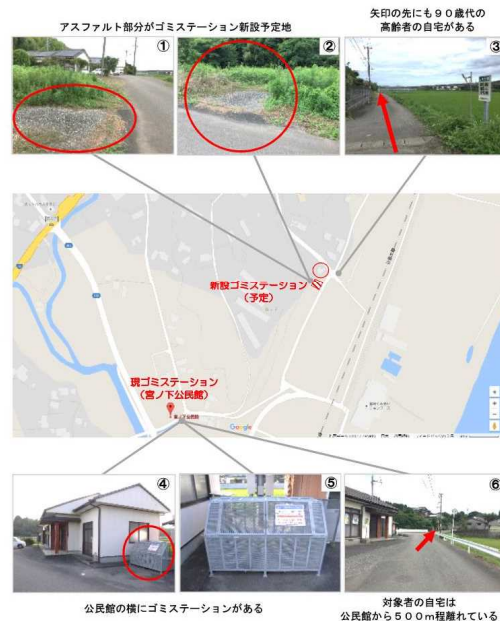 アスファルト部分がゴミステーション新設予定地
矢印の先にも９０歳代の
高齢者の自宅がある
①
②
③
新設ゴミステーション
（予定）
現ゴミステーション
（宮ノ下公民館）
宮ノ下公民館
Google
④
⑤
⑥
公民館の横にゴミステーションがある
対象者の自宅は
公民館から５００ｍ程離れている